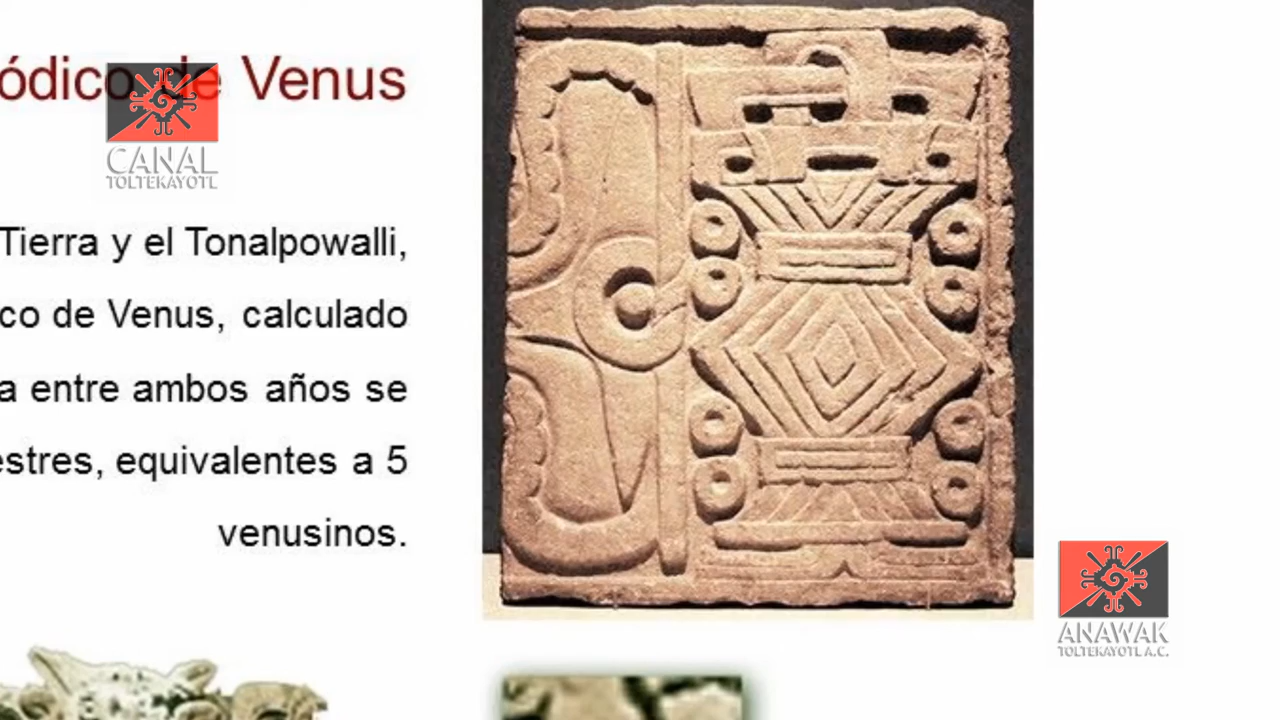 ódico de Venus
CANAL
TOLTEKAYOTL
Tierra y el Tonalpowalli,
co de Venus, calculado
a entre ambos años se
estres, equivalentes a 5
venusinos.
ANAWAK
TOLTEKAYOTL A.C.